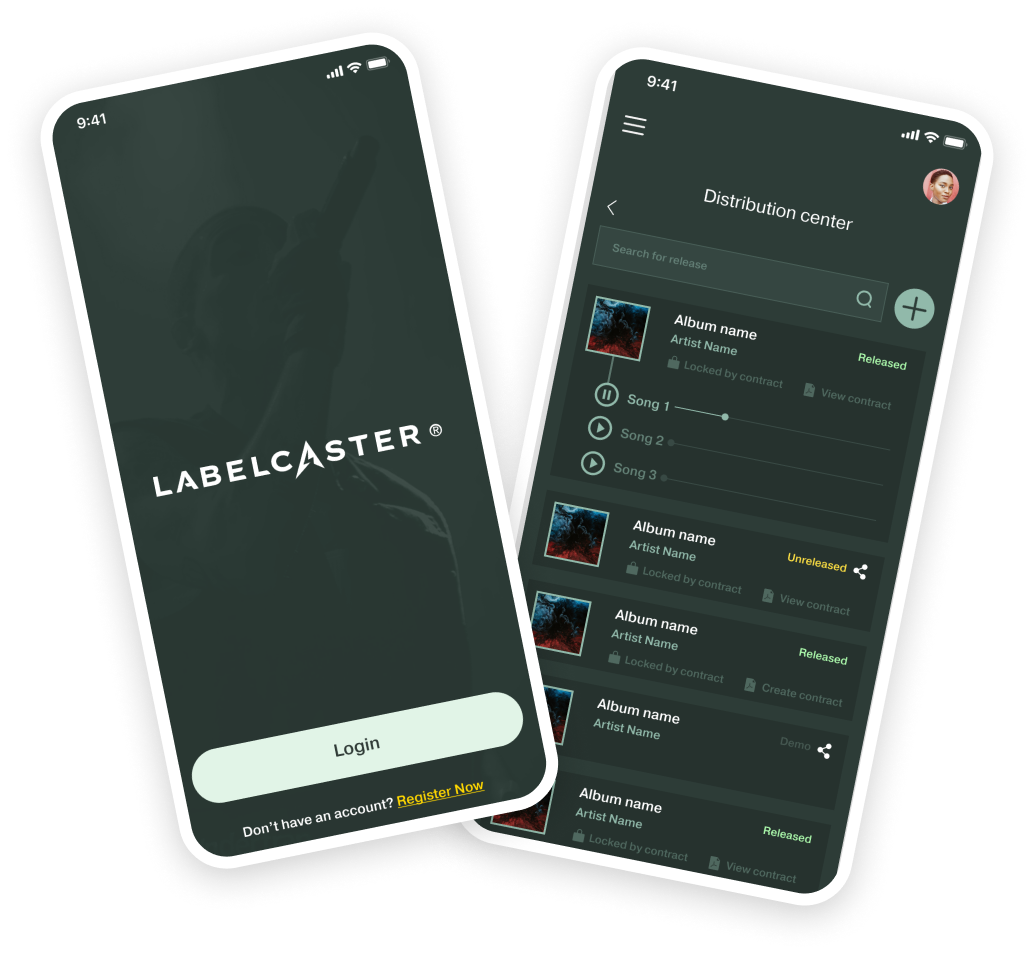 9:41
LABELCASTER®
Login
Don't have an account? Register Now
9:41
Distribution center
Search for release
Album name
Artist Name
Released
Locked by contract
View contract
Song 1
Song 2
Song 3
Album name
Artist Name
Unreleased
Locked by contract
View contract
Album name
Artist Name
Released
Locked by contract
Create contract
Album name
Artist Name
Demo
Album name
Artist Name
Released
Locked by contract
View contract